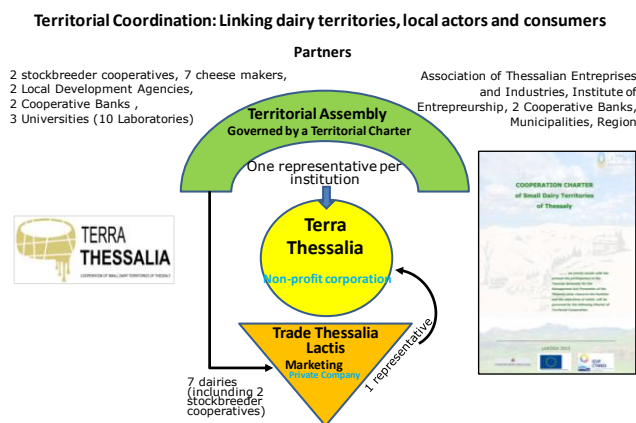 Territorial Coordination: Linking dairy territories, local actors and consumers
Partners
2 stockbreeder cooperatives, 7 cheese makers,
2 Local Development Agencies,
2 Cooperative Banks ,
3 Universities (10 Laboratories)
Association of Thessalian Entreprises
and Industries, Institute of
Entrepreurship, 2 Cooperative Banks,
Municipalities, Region
Territorial Assembly
Governed by a Territorial Charter
One representative per
institution
Terra
Thessalia
Non-profit corporation
TERRA
THESSALIA
COOPERATION OF SMALL DAIRY TERRITORIES OF THESSALY
COOPERATION CHARTER
of Small Dairy Territories
of Thessaly
Trade Thessalia
Lactis
Marketing
Private Company
1 representative
7 dairies
(inclunding 2
stockbreeder
cooperatives)